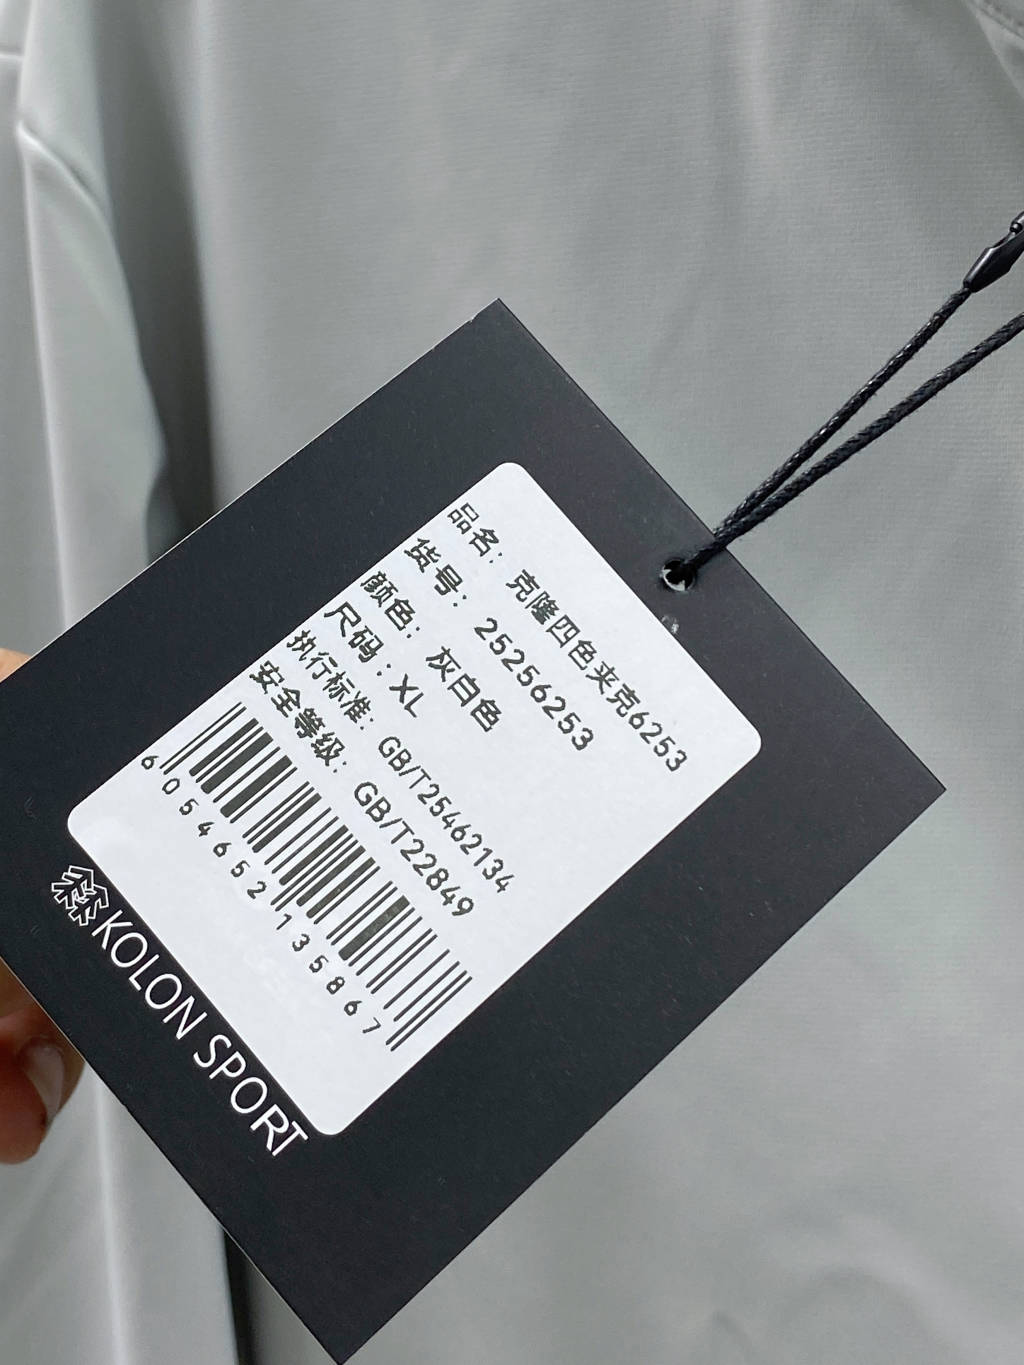 品名：克隆四色夹克6253
货号：25256253
颜色：灰白色
尺码：XL
执行标准：GB/T25462134
安全等级：GB/T22849
6054652135867
KOLON SPORT